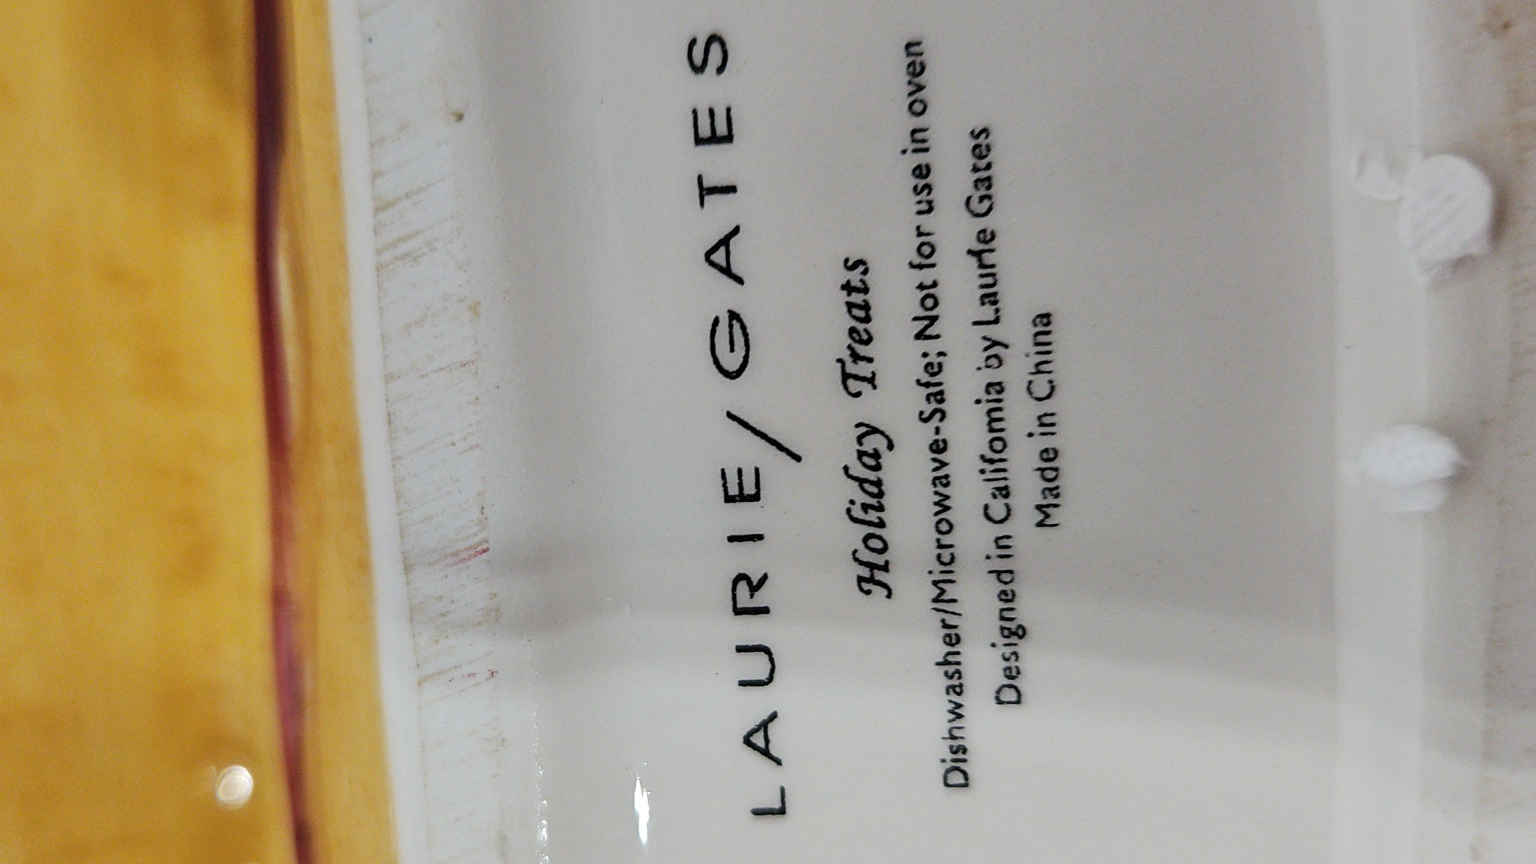 LAURIE/GATES
Holiday Treats
Dishwasher/Microwave-Safe; Not for use in oven
Designed in California by Laurie Gates
Made in China